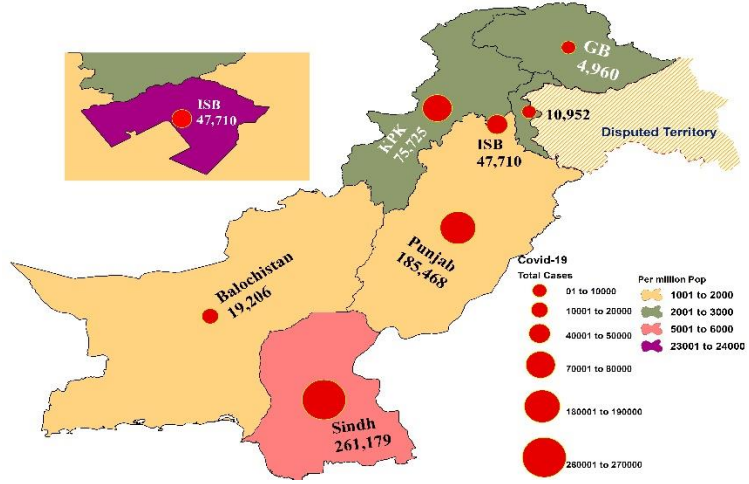 ISB
47,710
GB
4,960
10,952
Disputed Territory
KPK
75,725
ISB
47,710
Punjab
185,468
Balochistan
19,206
Sindh
261,179
Covid-19
Total Cases
01 to 10000
10001 to 20000
40001 to 50000
70001 to 80000
180001 to 190000
260001 to 270000
Per million Pop
1001 to 2000
2001 to 3000
5001 to 6000
23001 to 24000